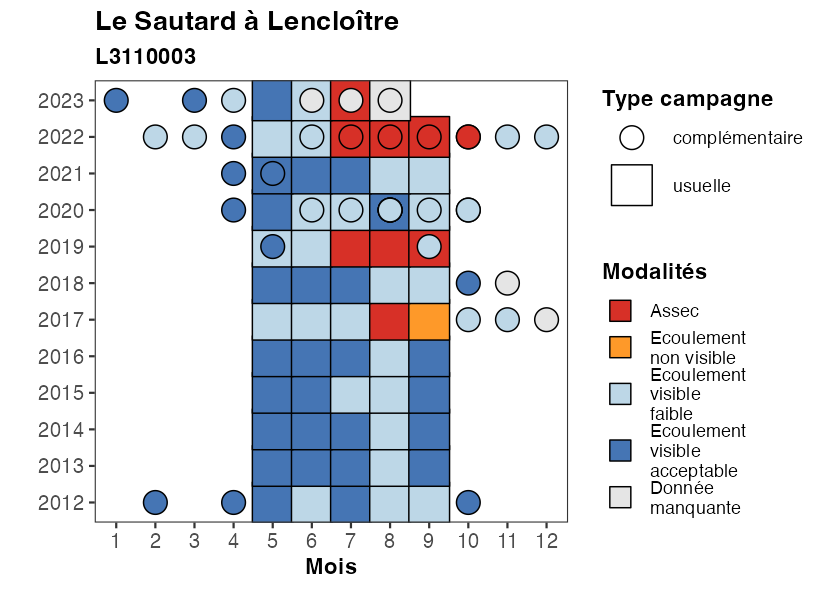 Le Sautard à Lencloître
L3110003
2023
2022
2021
2020
2019
2018
2017
2016
2015
2014
2013
2012
1 2 3 4 5 6 7 8 9 10 11 12
Mois
Type campagne
complémentaire
usuelle
Modalités
Assec
Ecoulement
non visible
Ecoulement
visible
faible
Ecoulement
visible
acceptable
Donnée
manquante